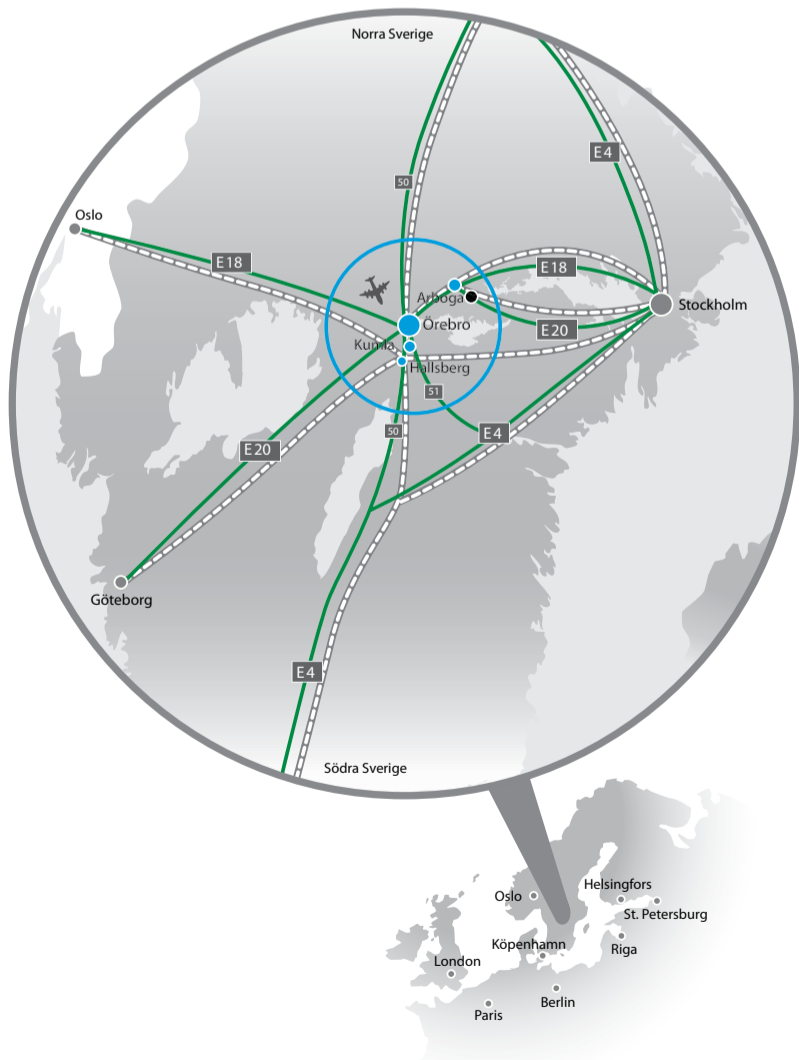 Norra Sverige
E4
50
Oslo
E18
E18
Arboga
Stockholm
Örebro
E20
Kumla
Hallsberg
51
50
E4
E20
Göteborg
E4
Södra Sverige
Helsingfors
Oslo
St. Petersburg
Köpenhamn
Riga
London
Berlin
Paris